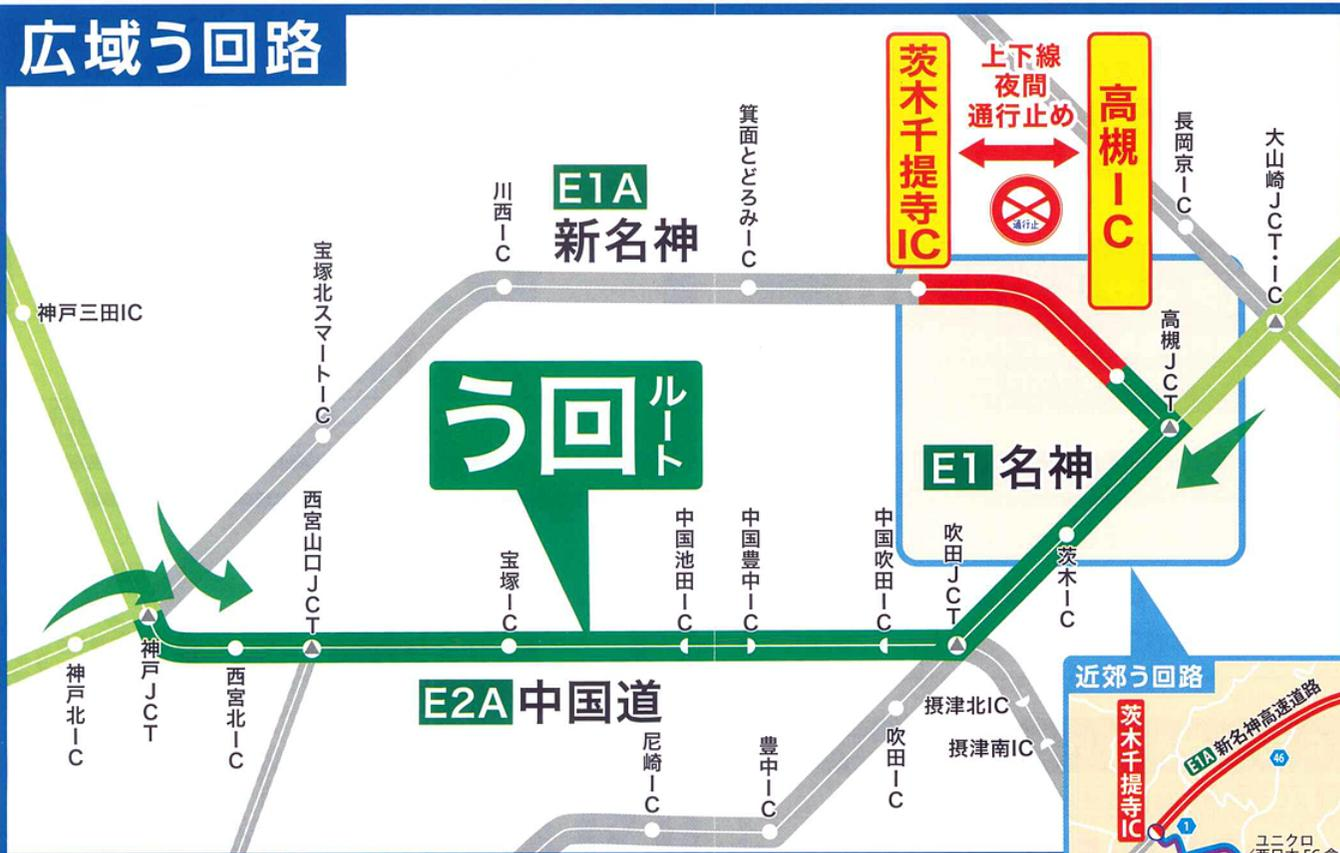 広域う回路
茨木千提寺IC
上下線
夜間
通行止め
高槻IC
通行止
長岡京IC
大山崎JCT・IC
箕面とどろみIC
川西IC
E1A
新名神
宝塚北スマートIC
神戸三田IC
高槻JCT
う回ルート
E1 名神
西宮山口JCT
宝塚IC
中国池田IC
中国豊中IC
中国吹田IC
吹田JCT
茨木IC
神戸北IC
神戸JCT
西宮北IC
E2A 中国道
摂津北IC
摂津南IC
吹田IC
尼崎IC
豊中IC
近郊う回路
茨木千提寺IC
E1A 新名神高速道路
46
1
ユニクロ